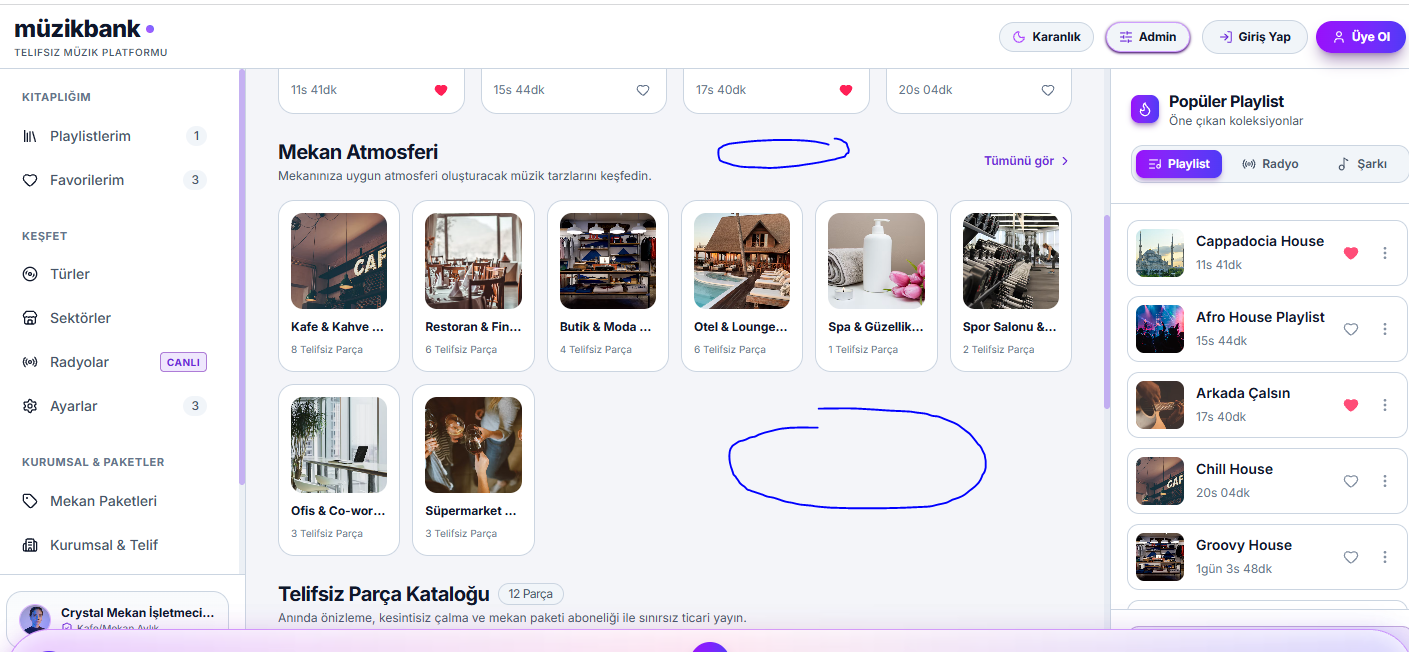 müzikbank
TELIFSIZ MÜZIK PLATFORMU
Karanlık
Admin
Giriş Yap
Üye Ol
KITAPLIĞIM
Playlistlerim 1
Favorilerim 3
KEŞFET
Türler
Sektörler
Radyolar CANLI
Ayarlar 3
KURUMSAL & PAKETLER
Mekan Paketleri
Kurumsal & Telif
Crystal Mekan İşletmeci...
Kafe/Mekan Aylık
11s 41dk
15s 44dk
17s 40dk
20s 04dk
Mekan Atmosferi
Mekanınıza uygun atmosferi oluşturacak müzik tarzlarını keşfedin.
Tümünü gör
CAF
Kafe & Kahve ...
8 Telifsiz Parça
Restoran & Fin...
6 Telifsiz Parça
Butik & Moda ...
4 Telifsiz Parça
Otel & Lounge...
6 Telifsiz Parça
Spa & Güzellik...
1 Telifsiz Parça
Spor Salonu &...
2 Telifsiz Parça
Ofis & Co-wor...
3 Telifsiz Parça
Süpermarket ...
3 Telifsiz Parça
Telifsiz Parça Kataloğu 12 Parça
Anında önizleme, kesintisiz çalma ve mekan paketi aboneliği ile sınırsız ticari yayın.
Popüler Playlist
Öne çıkan koleksiyonlar
Playlist
Radyo
Şarkı
Cappadocia House
11s 41dk
Afro House Playlist
15s 44dk
Arkada Çalsın
17s 40dk
CAF
Chill House
20s 04dk
Groovy House
1gün 3s 48dk